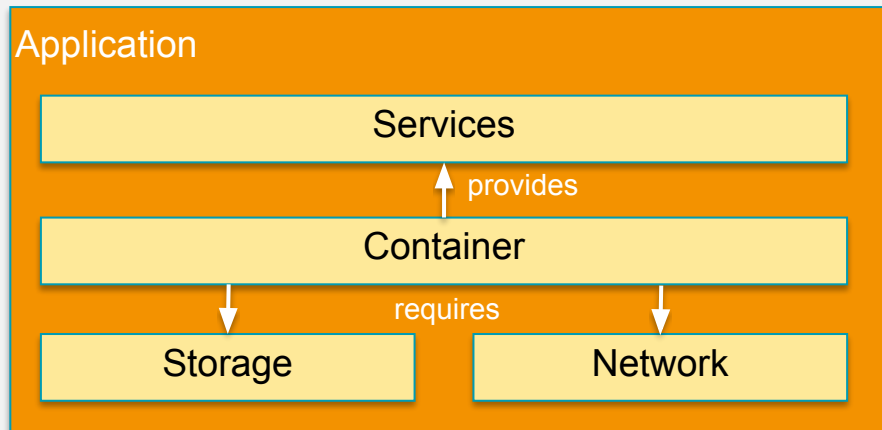 Application
Services
provides
Container
requires
Storage
Network